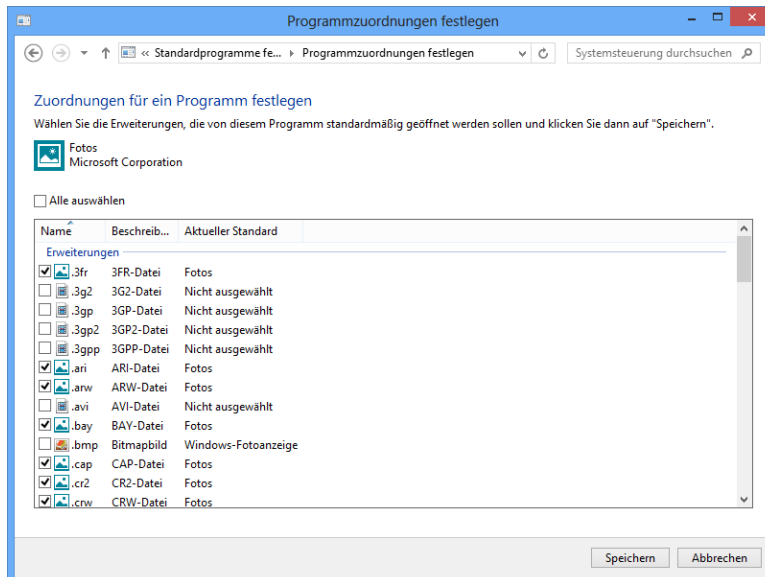 Programmzuordnungen festlegen
« Standardprogramme fe... Programmzuordnungen festlegen Systemsteuerung durchsuchen
Zuordnungen für ein Programm festlegen
Wählen Sie die Erweiterungen, die von diesem Programm standardmäßig geöffnet werden sollen und klicken Sie dann auf "Speichern".
Fotos
Microsoft Corporation
Alle auswählen
Name Beschreib... Aktueller Standard
Erweiterungen
.3fr 3FR-Datei Fotos
.3g2 3G2-Datei Nicht ausgewählt
.3gp 3GP-Datei Nicht ausgewählt
.3gp2 3GP2-Datei Nicht ausgewählt
.3gpp 3GPP-Datei Nicht ausgewählt
.ari ARI-Datei Fotos
.arw ARW-Datei Fotos
.avi AVI-Datei Nicht ausgewählt
.bay BAY-Datei Fotos
.bmp Bitmapbild Windows-Fotoanzeige
.cap CAP-Datei Fotos
.cr2 CR2-Datei Fotos
.crw CRW-Datei Fotos
Speichern Abbrechen